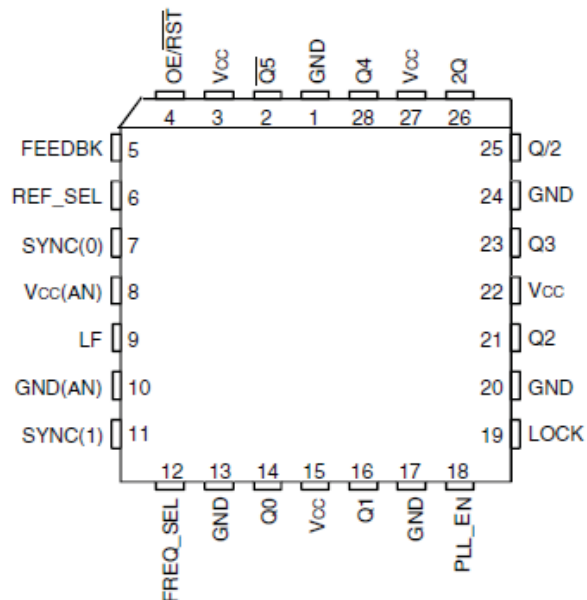 OE/R̅S̅T̅ VCC Q̅5̅ GND Q4 VCC 2Q
4 3 2 1 28 27 26
FEEDBK 5 25 Q/2
REF_SEL 6 24 GND
SYNC(0) 7 23 Q3
VCC(AN) 8 22 VCC
LF 9 21 Q2
GND(AN) 10 20 GND
SYNC(1) 11 19 LOCK
12 13 14 15 16 17 18
FREQ_SEL GND Q0 VCC Q1 GND PLL_EN